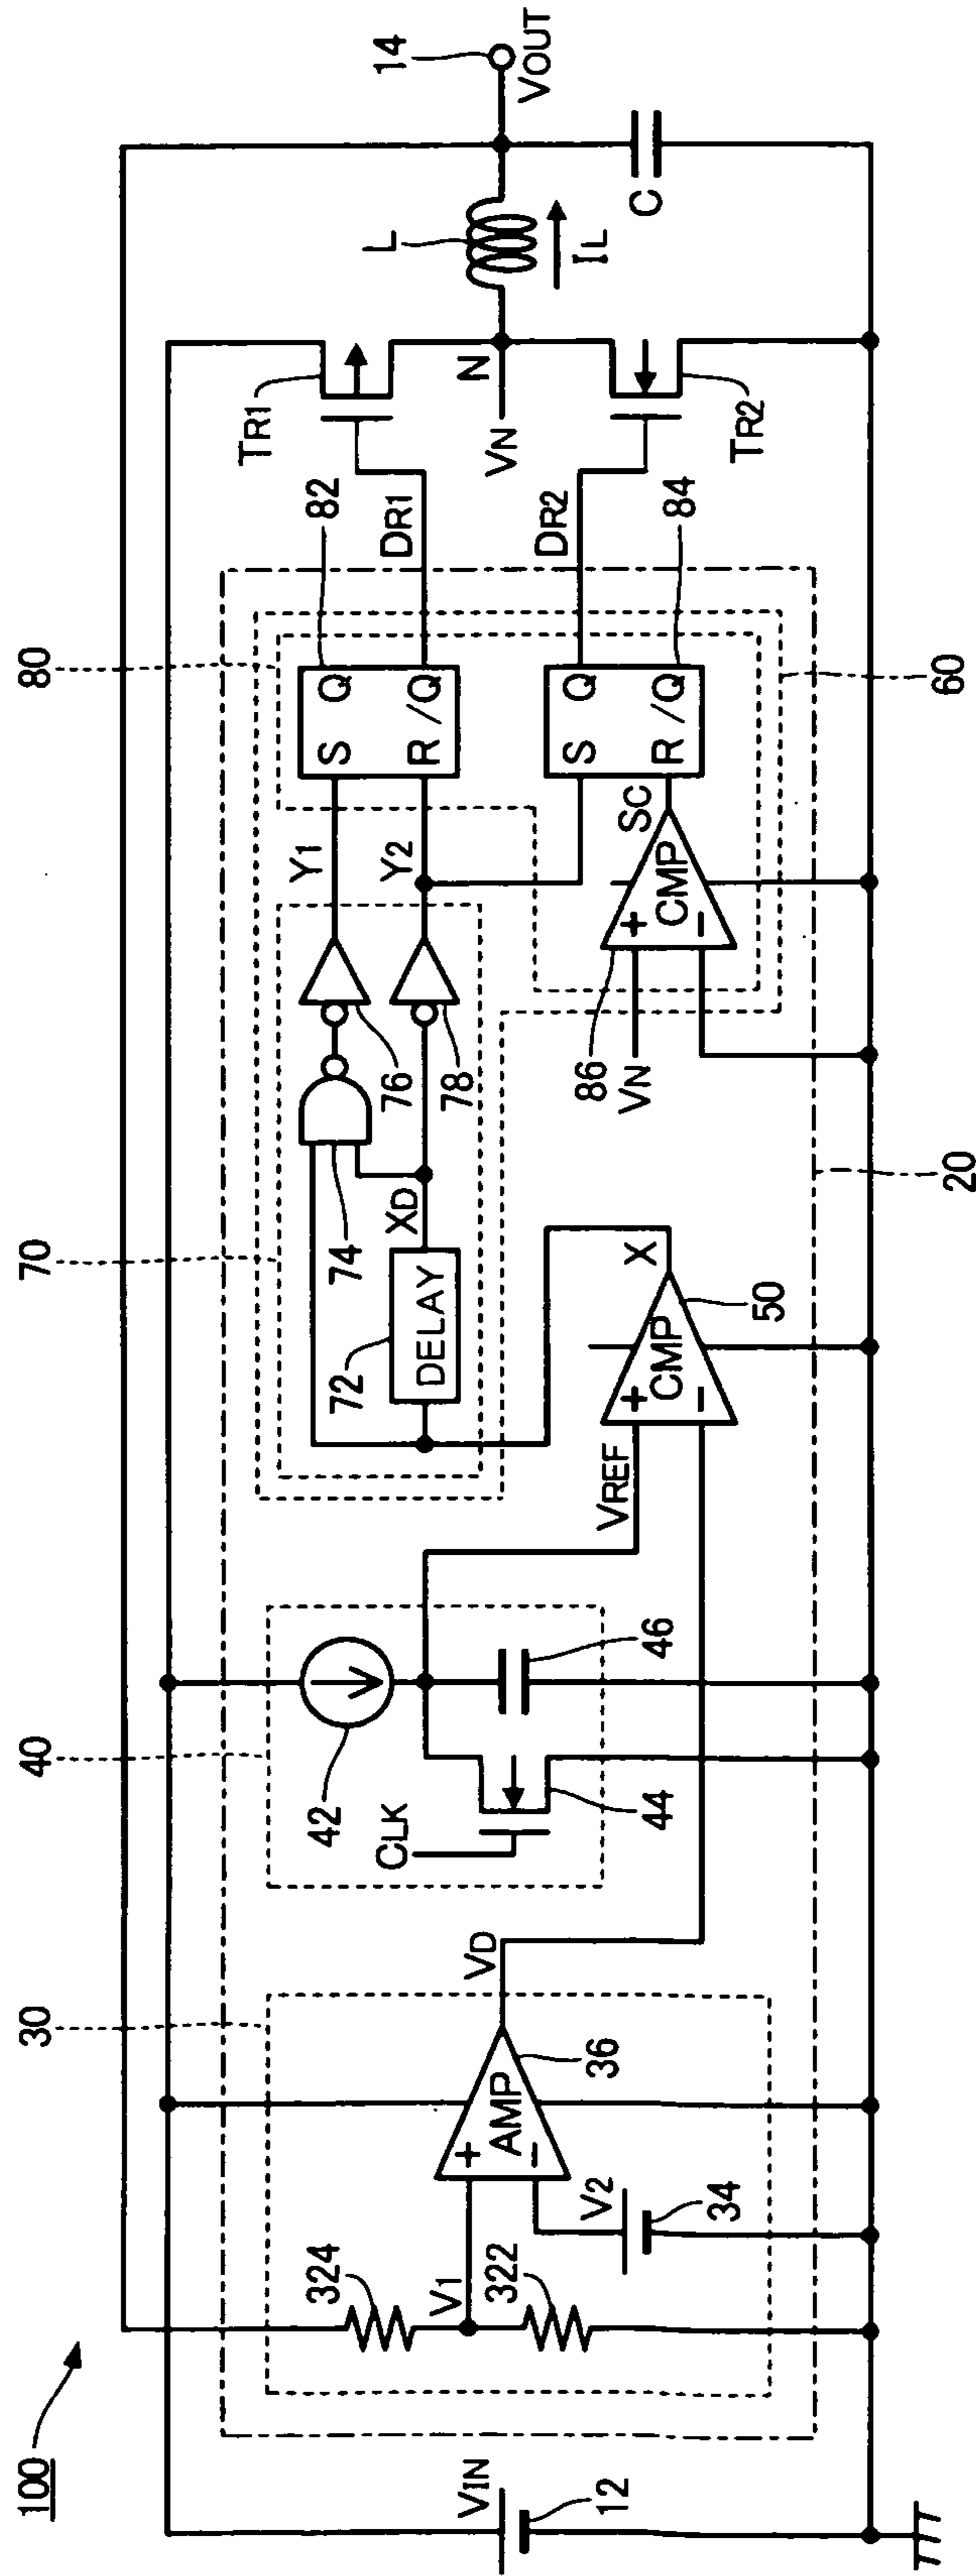 100
VIN
12
30
324
V1
322
V2
34
+
−
AMP
36
VD
40
42
CLK
44
46
VREF
+
−
CMP
50
X
70
72
DELAY
XD
74
76
78
Y1
Y2
80
S
Q
R
/Q
82
DR1
86
VN
+
−
CMP
SC
S
Q
R
/Q
84
DR2
60
20
TR1
N
VN
TR2
L
IL
C
14
VOUT